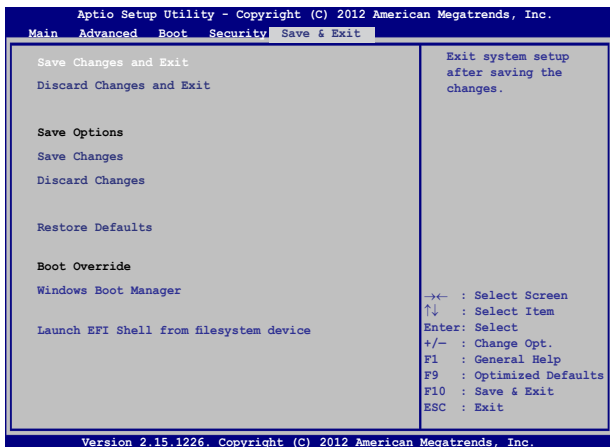 Aptio Setup Utility - Copyright (C) 2012 American Megatrends, Inc.
Main Advanced Boot Security Save & Exit
Save Changes and Exit
Discard Changes and Exit
Save Options
Save Changes
Discard Changes
Restore Defaults
Boot Override
Windows Boot Manager
Launch EFI Shell from filesystem device
Exit system setup
after saving the
changes.
→← : Select Screen
↑↓ : Select Item
Enter: Select
+/— : Change Opt.
F1 : General Help
F9 : Optimized Defaults
F10 : Save & Exit
ESC : Exit
Version 2.15.1226. Copyright (C) 2012 American Megatrends, Inc.